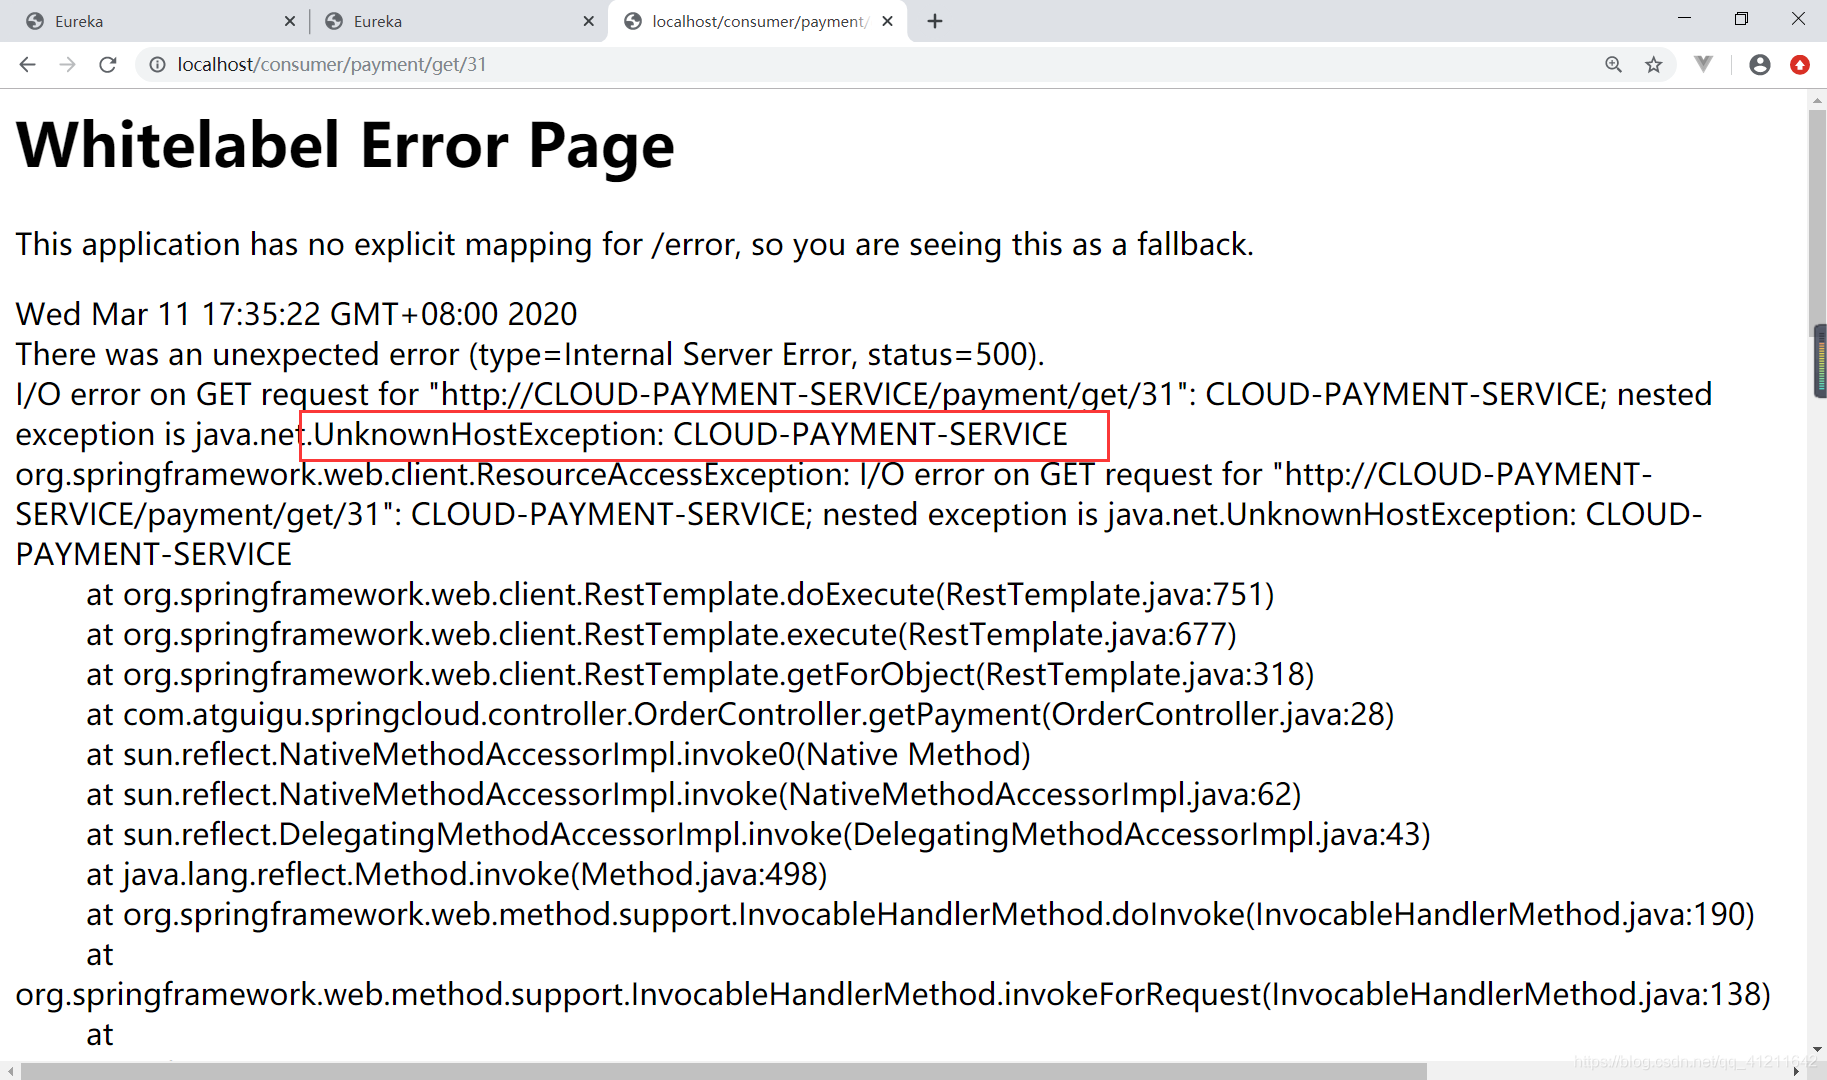 Eureka
Eureka
localhost/consumer/payment/
localhost/consumer/payment/get/31
Whitelabel Error Page
This application has no explicit mapping for /error, so you are seeing this as a fallback.
Wed Mar 11 17:35:22 GMT+08:00 2020
There was an unexpected error (type=Internal Server Error, status=500).
I/O error on GET request for "http://CLOUD-PAYMENT-SERVICE/payment/get/31": CLOUD-PAYMENT-SERVICE; nested
exception is java.net.UnknownHostException: CLOUD-PAYMENT-SERVICE
org.springframework.web.client.ResourceAccessException: I/O error on GET request for "http://CLOUD-PAYMENT-
SERVICE/payment/get/31": CLOUD-PAYMENT-SERVICE; nested exception is java.net.UnknownHostException: CLOUD-
PAYMENT-SERVICE
at org.springframework.web.client.RestTemplate.doExecute(RestTemplate.java:751)
at org.springframework.web.client.RestTemplate.execute(RestTemplate.java:677)
at org.springframework.web.client.RestTemplate.getForObject(RestTemplate.java:318)
at com.atguigu.springcloud.controller.OrderController.getPayment(OrderController.java:28)
at sun.reflect.NativeMethodAccessorImpl.invoke0(Native Method)
at sun.reflect.NativeMethodAccessorImpl.invoke(NativeMethodAccessorImpl.java:62)
at sun.reflect.DelegatingMethodAccessorImpl.invoke(DelegatingMethodAccessorImpl.java:43)
at java.lang.reflect.Method.invoke(Method.java:498)
at org.springframework.web.method.support.InvocableHandlerMethod.doInvoke(InvocableHandlerMethod.java:190)
at
org.springframework.web.method.support.InvocableHandlerMethod.invokeForRequest(InvocableHandlerMethod.java:138)
at
https://blog.csdn.net/qq_41211642